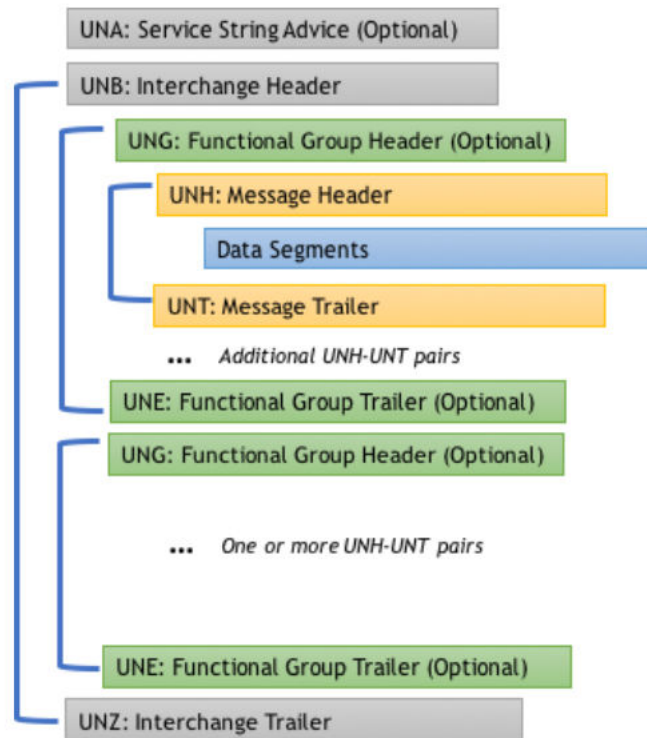 UNA: Service String Advice (Optional)
UNB: Interchange Header
UNG: Functional Group Header (Optional)
UNH: Message Header
Data Segments
UNT: Message Trailer
... Additional UNH-UNT pairs
UNE: Functional Group Trailer (Optional)
UNG: Functional Group Header (Optional)
... One or more UNH-UNT pairs
UNE: Functional Group Trailer (Optional)
UNZ: Interchange Trailer